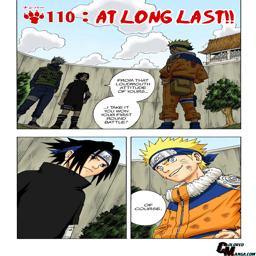 110 : AT LONG LAST!!
FROM THAT
LOUDMOUTH
ATTITUDE
OF YOURS...
...I TAKE IT
YOU WON
YOUR FIRST
ROUND
BATTLE?
OF
COURSE.
COLORED
MANGA.COM